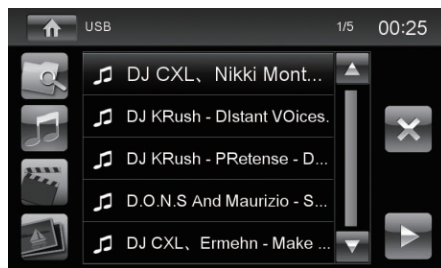 USB 1/5 00:25
DJ CXL、Nikki Mont...
DJ KRush - DIstant VOices.
DJ KRush - PRetense - D...
D.O.N.S And Maurizio - S...
DJ CXL、Ermehn - Make ...